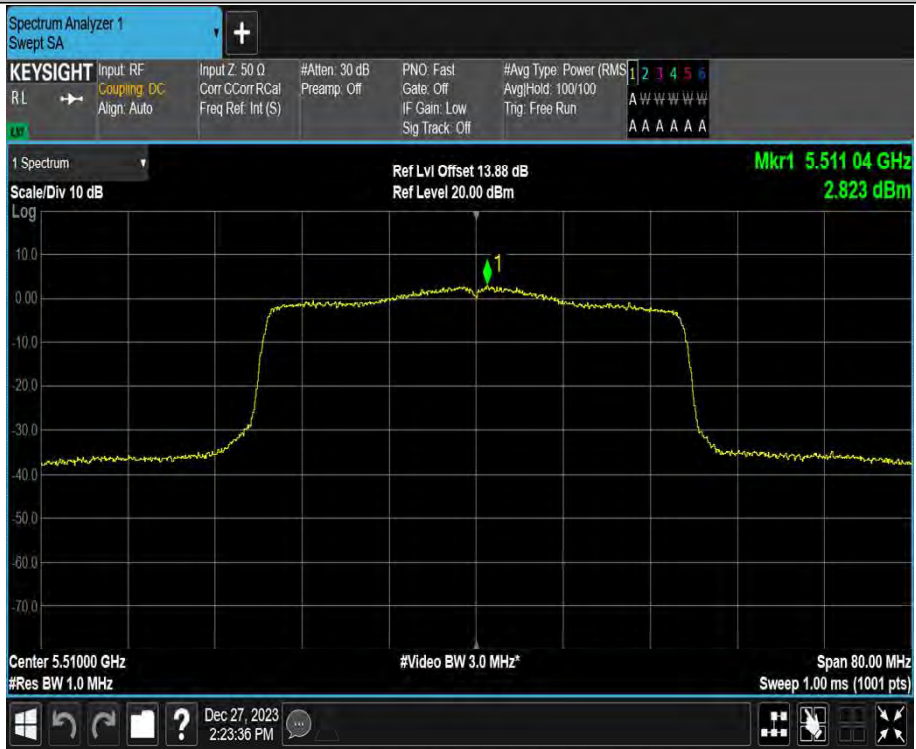 Spectrum Analyzer 1
Swept SA
+
KEYSIGHT
RL
Input: RF
Coupling: DC
Align: Auto
Input Z: 50 Ω
Corr CCorr RCal
Freq Ref: Int (S)
#Atten: 30 dB
Preamp: Off
PNO: Fast
Gate: Off
IF Gain: Low
Sig Track: Off
#Avg Type: Power (RMS
Avg|Hold: 100/100
Trig: Free Run
1 2 3 4 5 6
A W W W W W
A A A A A A
1 Spectrum
Scale/Div 10 dB
Ref Lvl Offset 13.88 dB
Ref Level 20.00 dBm
Mkr1 5.511 04 GHz
2.823 dBm
Log
10.0
1
0.00
-10.0
-20.0
-30.0
-40.0
-50.0
-60.0
-70.0
Center 5.51000 GHz
#Video BW 3.0 MHz*
Span 80.00 MHz
#Res BW 1.0 MHz
Sweep 1.00 ms (1001 pts)
?
Dec 27, 2023
2:23:36 PM